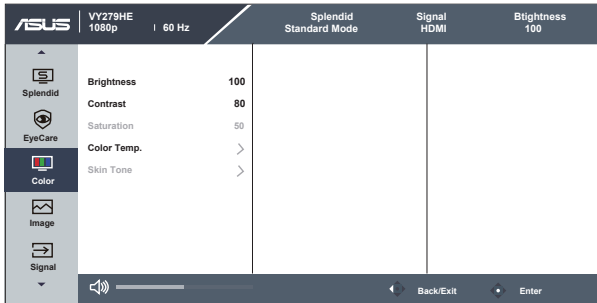 ASUS
VY279HE
1080p 60 Hz
Splendid
Standard Mode
Signal
HDMI
Btightness
100
Splendid
EyeCare
Color
Image
Signal
Brightness 100
Contrast 80
Saturation 50
Color Temp.
Skin Tone
Back/Exit
Enter